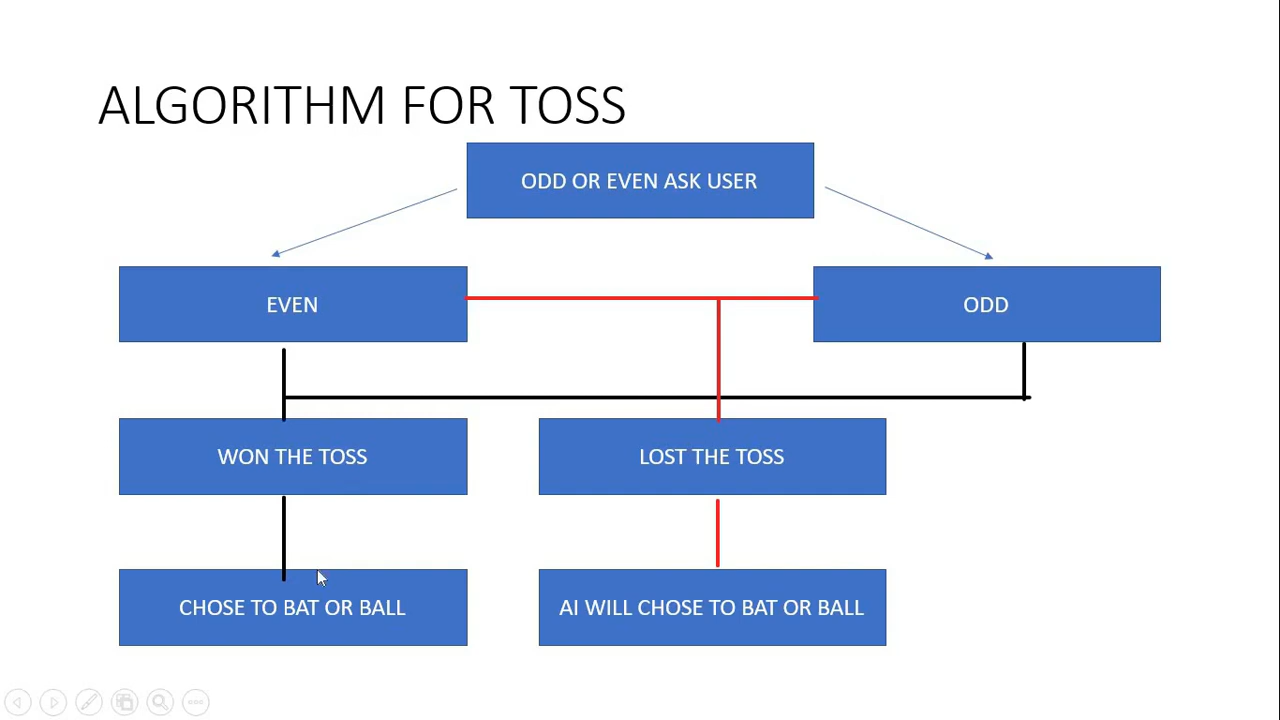 ALGORITHM FOR TOSS
ODD OR EVEN ASK USER
EVEN
ODD
WON THE TOSS
LOST THE TOSS
CHOSE TO BAT OR BALL
AI WILL CHOSE TO BAT OR BALL